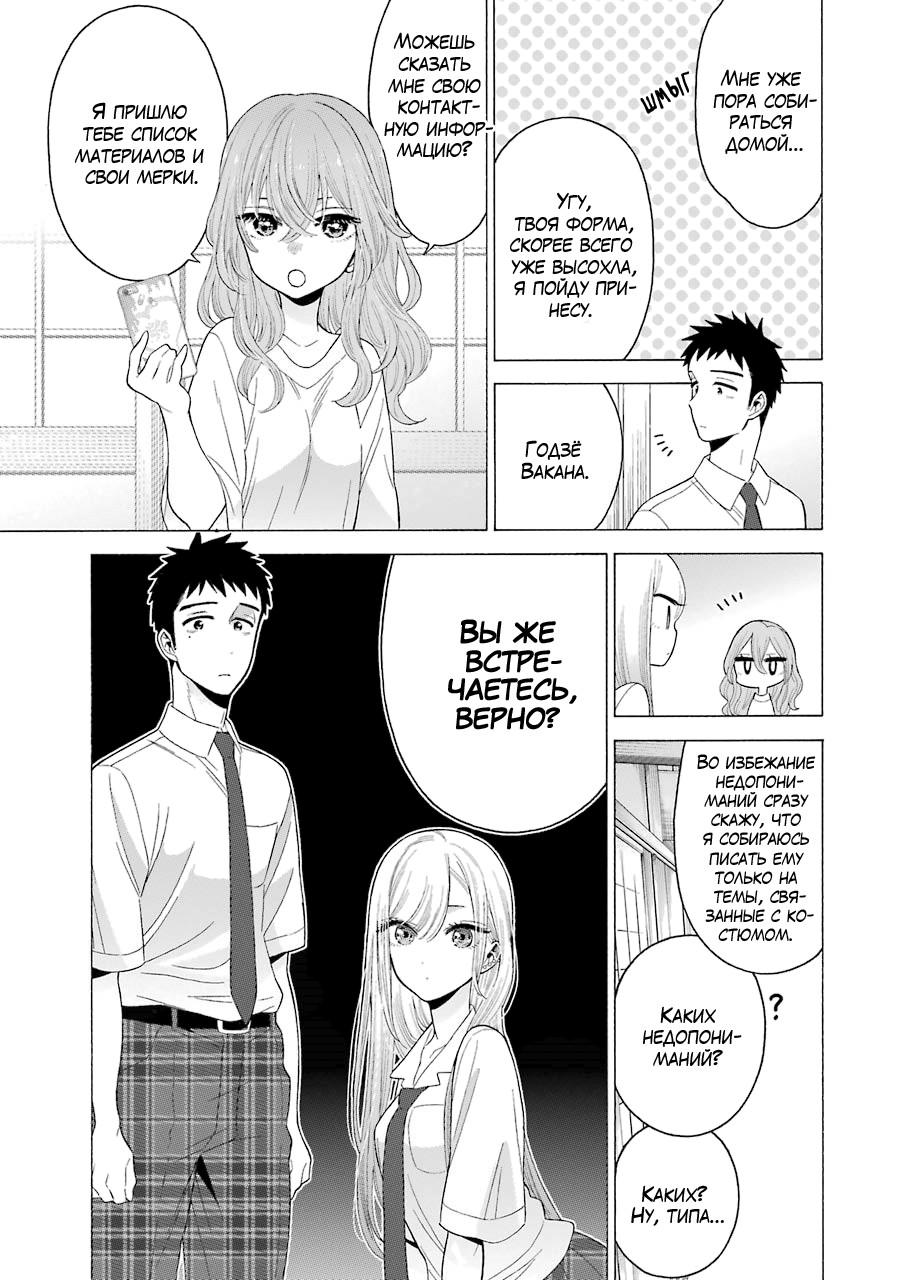 Мне уже
пора соби-
раться
домой...
шмыг
Угу,
твоя форма,
скорее всего
уже высохла,
я пойду при-
несу.
Годзё
Вакана.
Можешь
сказать
мне свою
контакт-
ную инфор-
мацию?
Я пришлю
тебе список
материалов и
свои мерки.
Во избежание
недопони-
маний сразу
скажу, что
я собираюсь
писать ему
только на
темы, свя-
занные с ко-
стюмом.
?
Каких
недопони-
маний?
Каких?
Ну, типа...
Вы же
встре-
чаетесь,
верно?